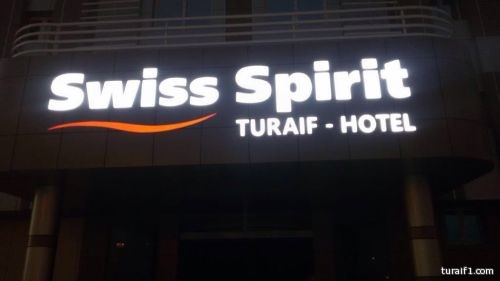 Swiss Spirit
TURAIF - HOTEL
turaif1.com